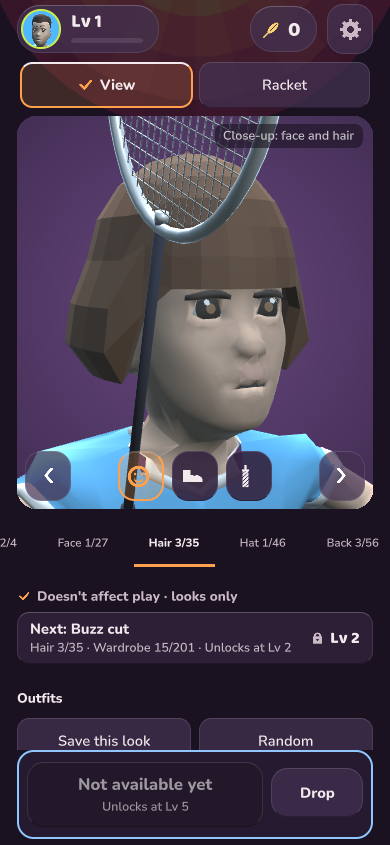 Lv 1
0
View
Racket
Close-up: face and hair
2/4
Face 1/27
Hair 3/35
Hat 1/46
Back 3/56
Doesn't affect play · looks only
Next: Buzz cut
Hair 3/35 · Wardrobe 15/201 · Unlocks at Lv 2
Lv 2
Outfits
Save this look
Random
Not available yet
Unlocks at Lv 5
Drop